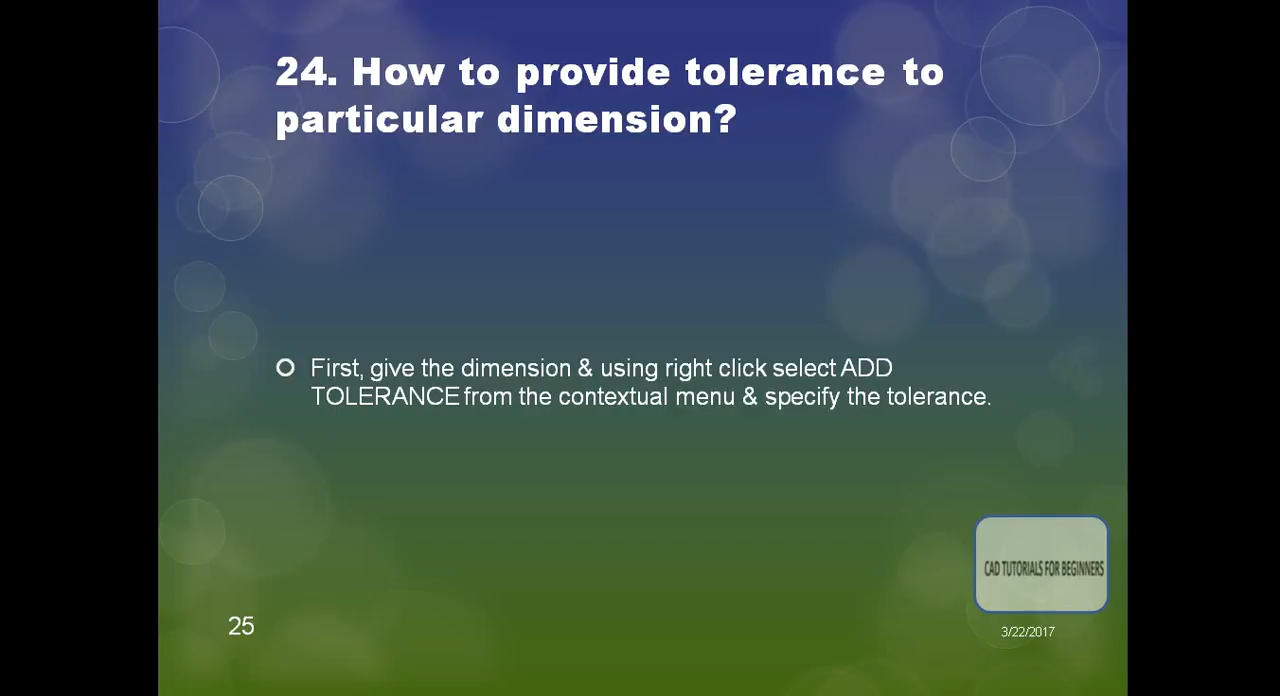 24. How to provide tolerance to
particular dimension?
First, give the dimension & using right click select ADD
TOLERANCE from the contextual menu & specify the tolerance.
CAD TUTORIALS FOR BEGINNERS
25
3/22/2017